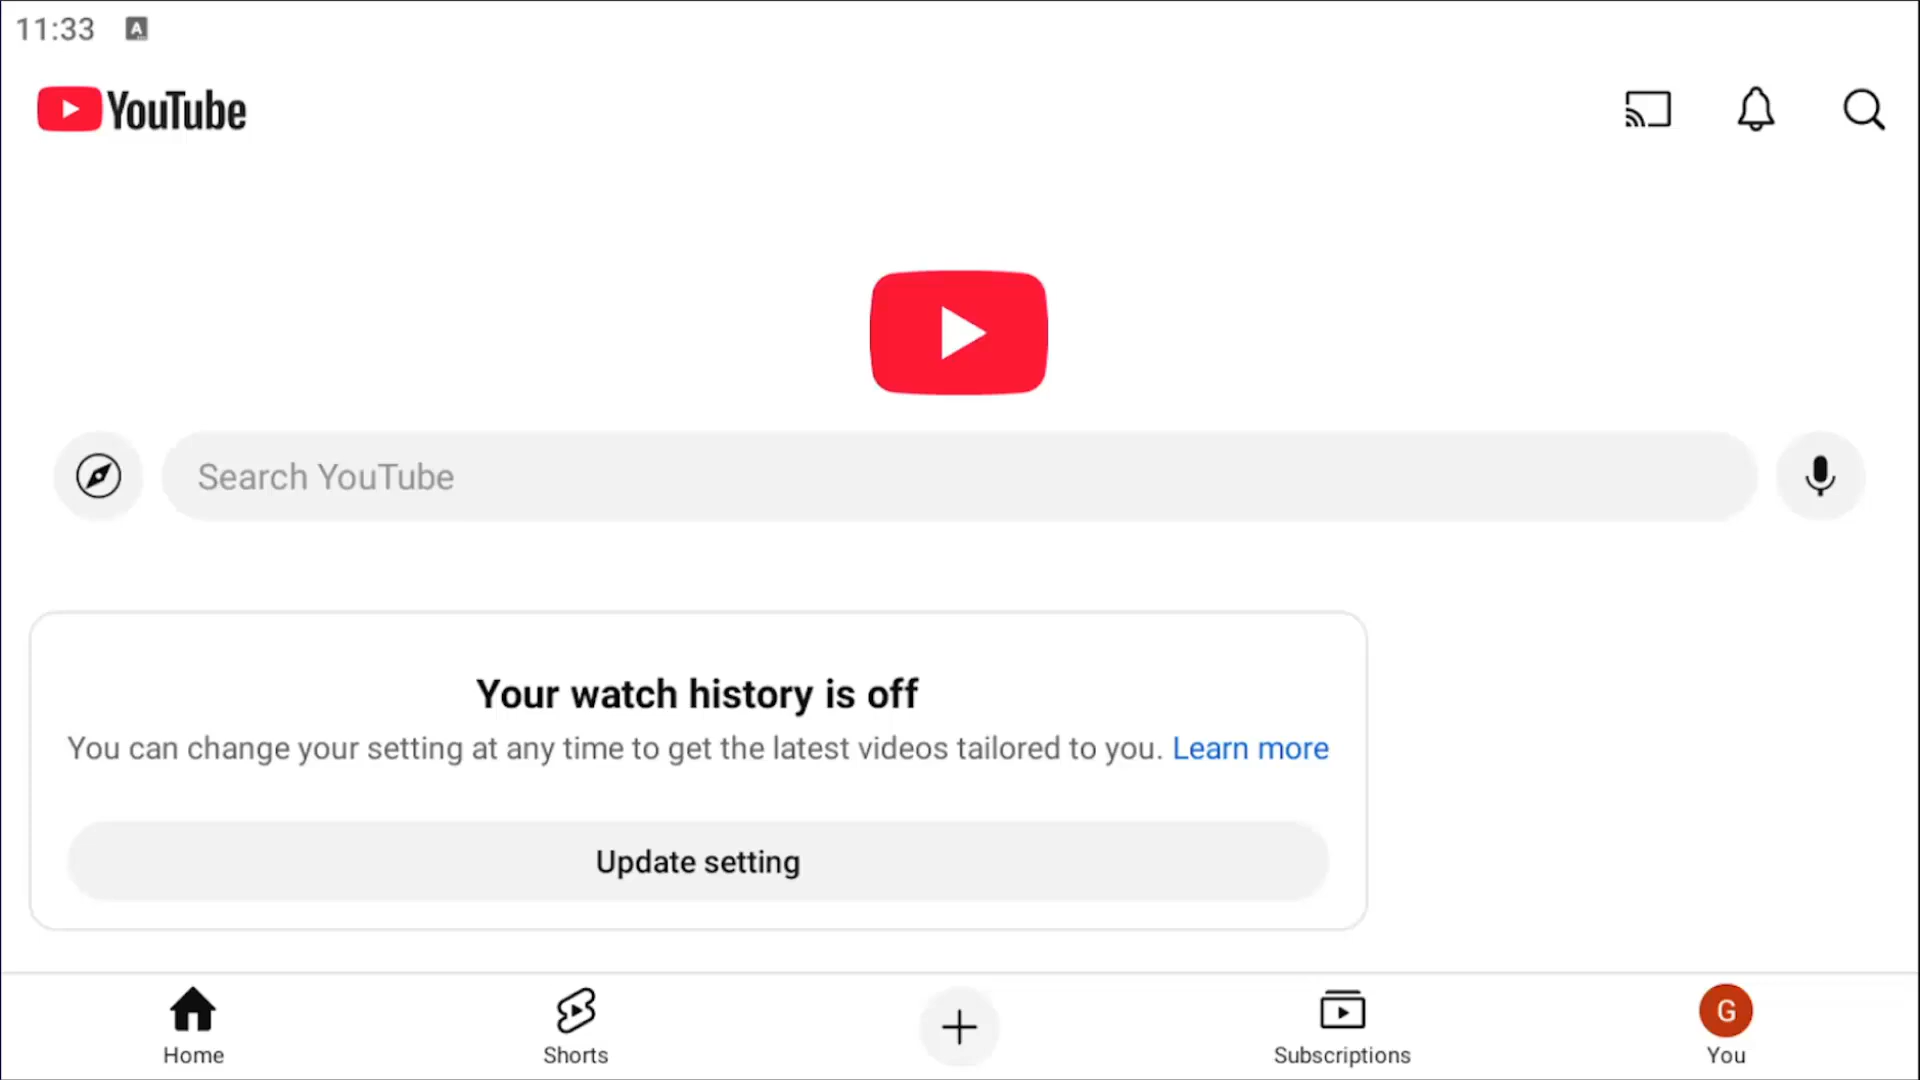 11:33 A
YouTube
Search YouTube
Your watch history is off
You can change your setting at any time to get the latest videos tailored to you. Learn more
Update setting
Home Shorts Subscriptions G You